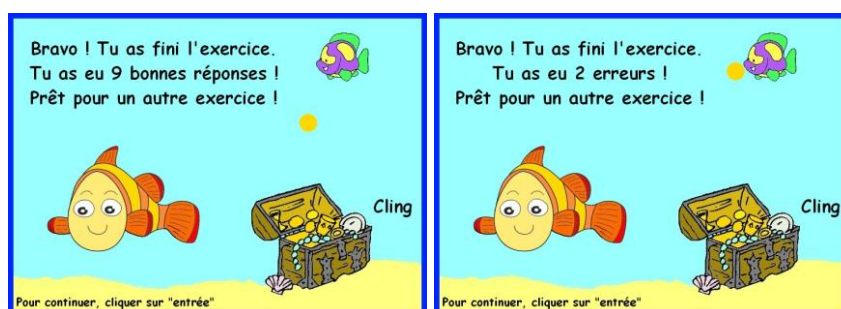 Bravo ! Tu as fini l'exercice.
Tu as eu 9 bonnes réponses !
Prêt pour un autre exercice !
Cling
Pour continuer, cliquer sur "entrée"
Bravo ! Tu as fini l'exercice.
Tu as eu 2 erreurs !
Prêt pour un autre exercice !
Cling
Pour continuer, cliquer sur "entrée"